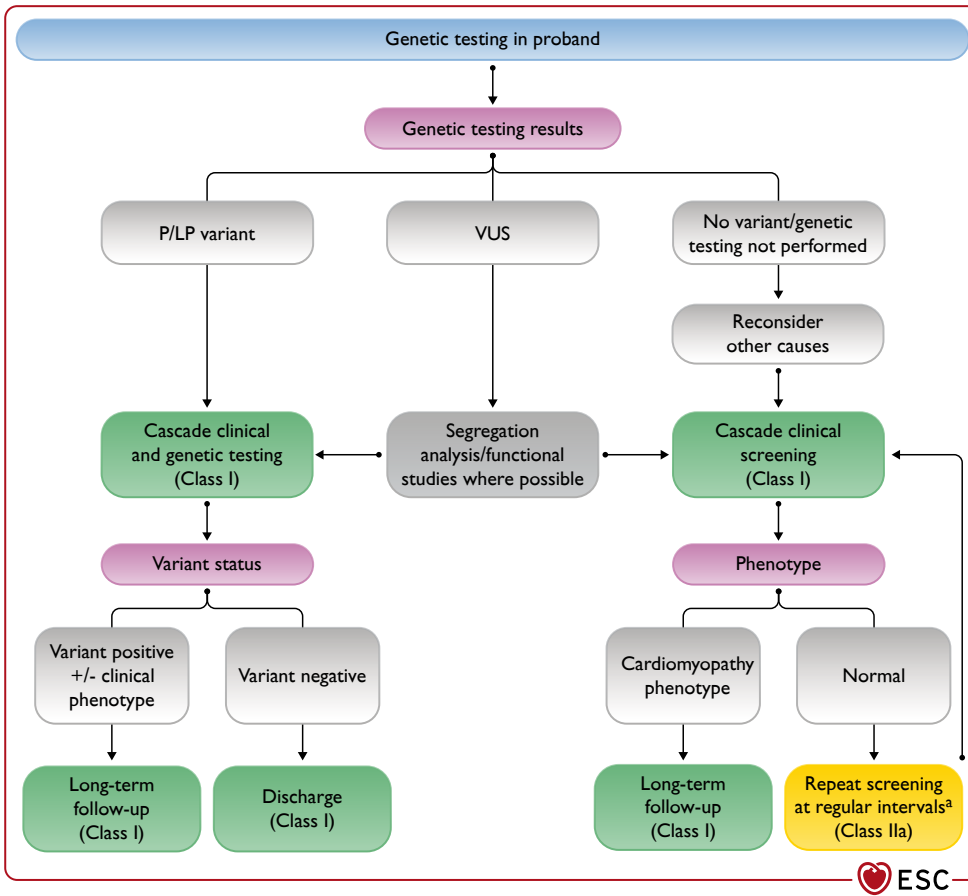 Genetic testing in proband
Genetic testing results
P/LP variant
VUS
No variant/genetic
testing not performed
Reconsider
other causes
Cascade clinical
and genetic testing
(Class I)
Segregation
analysis/functional
studies where possible
Cascade clinical
screening
(Class I)
Variant status
Phenotype
Variant positive
+/- clinical
phenotype
Variant negative
Cardiomyopathy
phenotype
Normal
Long-term
follow-up
(Class I)
Discharge
(Class I)
Long-term
follow-up
(Class I)
Repeat screening
at regular intervalsᵃ
(Class IIa)
ESC